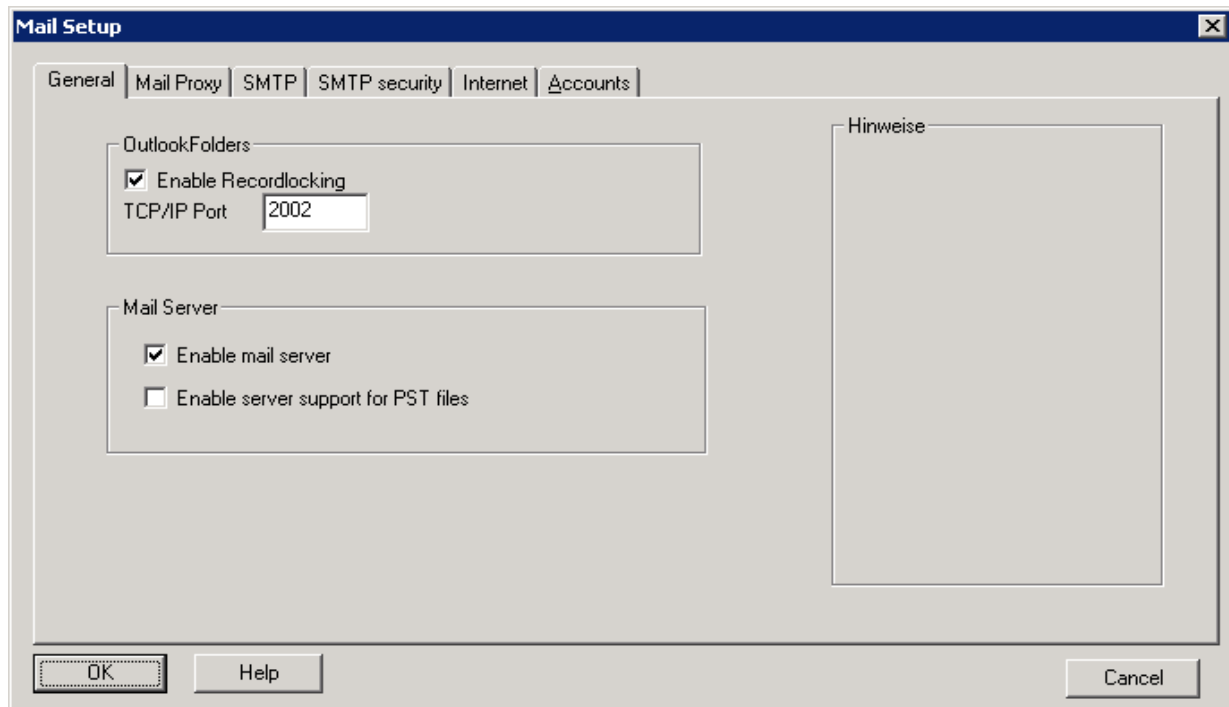 Mail Setup
General Mail Proxy SMTP SMTP security Internet Accounts
OutlookFolders
Enable Recordlocking
TCP/IP Port 2002
Mail Server
Enable mail server
Enable server support for PST files
Hinweise
OK Help Cancel